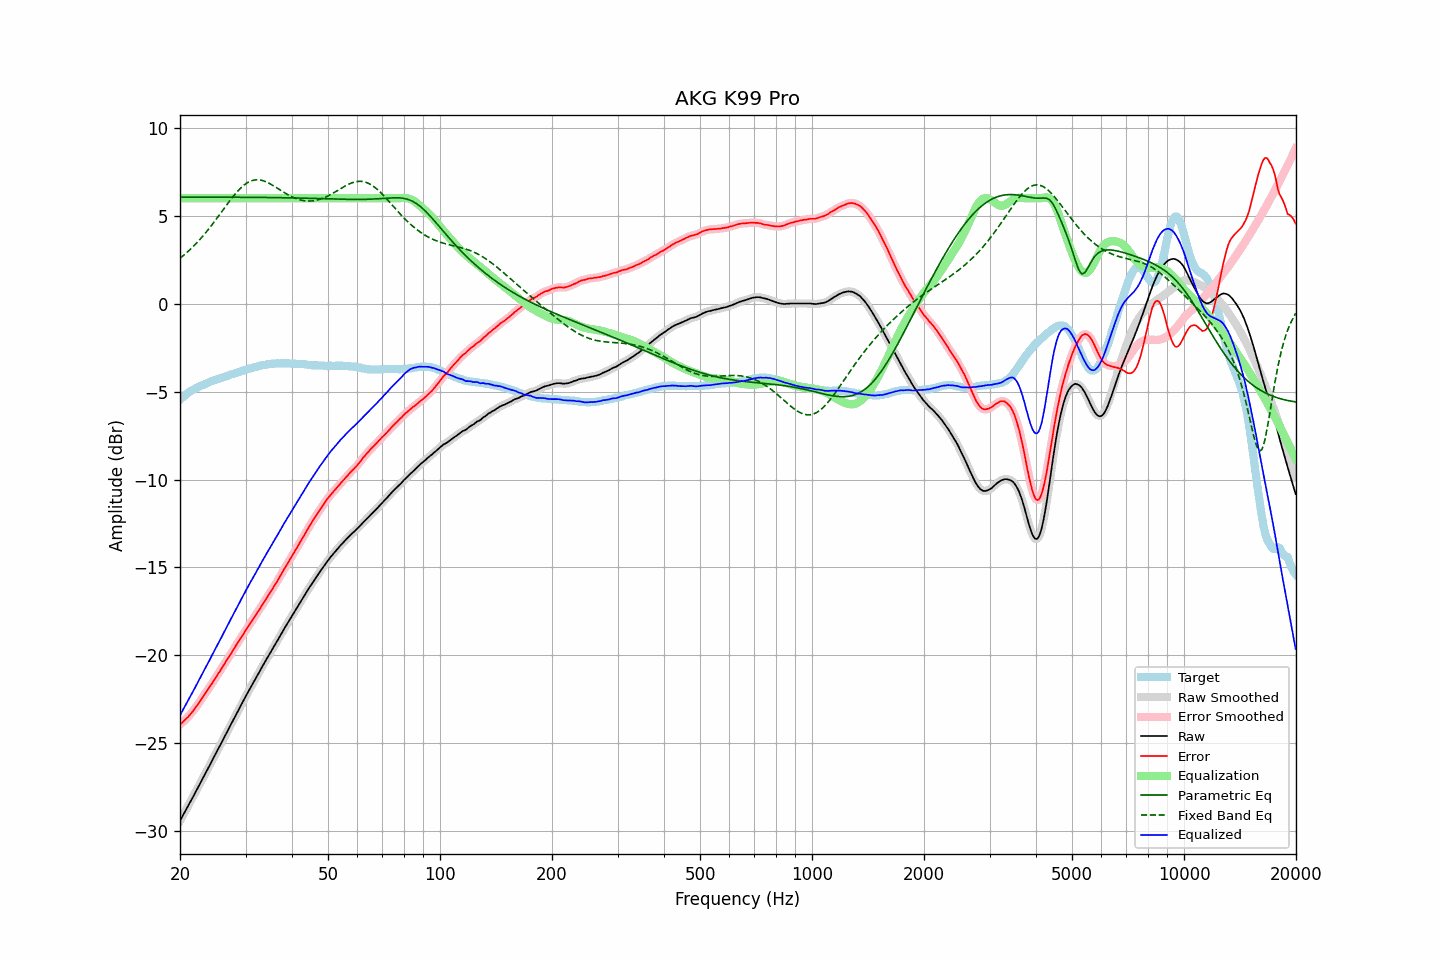 AKG K99 Pro
Amplitude (dBr)
10
5
0
−5
−10
−15
−20
−25
−30
20 50 100 200 500 1000 2000 5000 10000 20000
Frequency (Hz)
Target
Raw Smoothed
Error Smoothed
Raw
Error
Equalization
Parametric Eq
Fixed Band Eq
Equalized